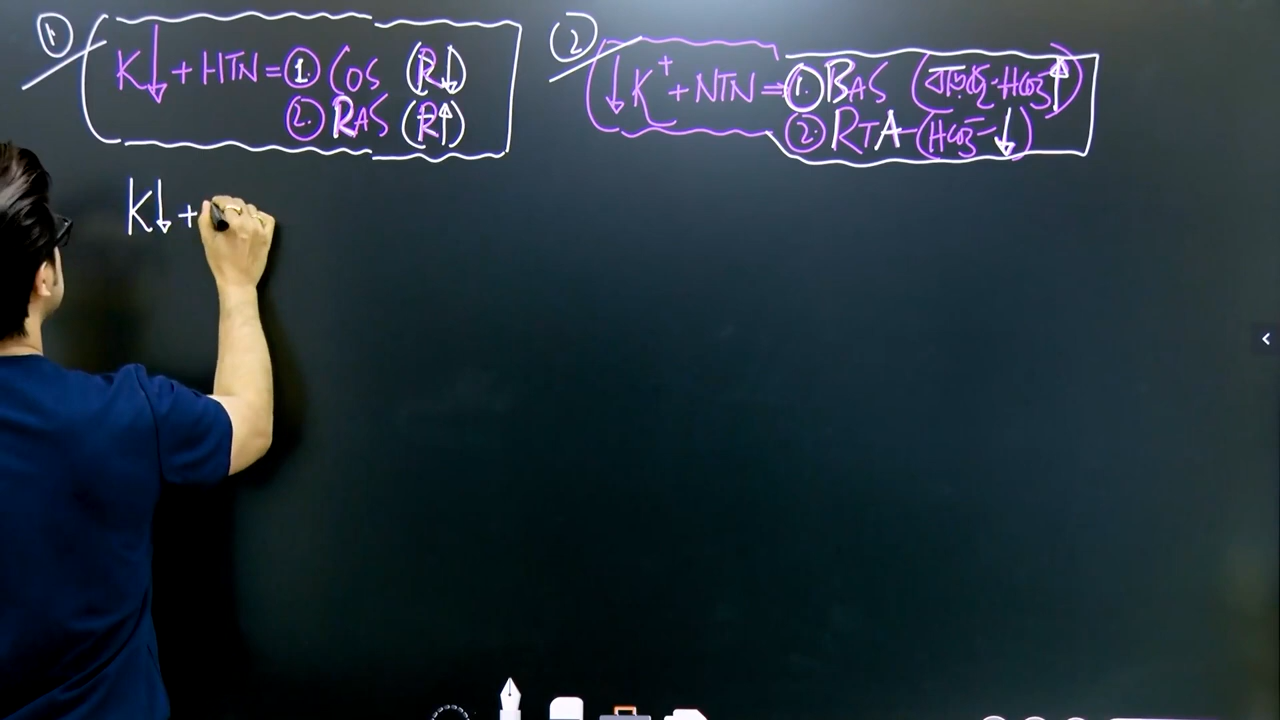 1
K↓ + HTN = 1. COS (R↓)
2. RAS (R↑)
2
↓K⁺ + NTN ⇒ 1. BAS (HCO₃⁻ ↑)
2. RTA - (HCO₃⁻ ↓)
K↓ +